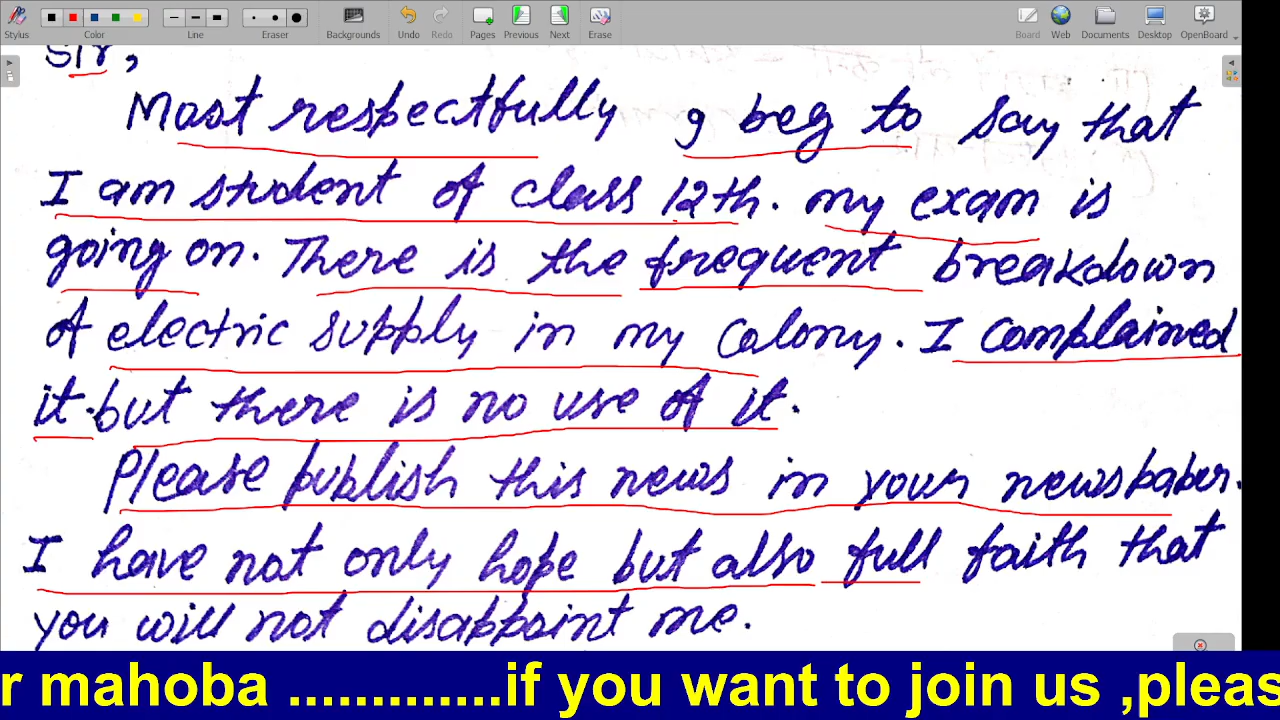 Stylus
Color
Line
Eraser
Backgrounds
Undo
Redo
Pages
Previous
Next
Erase
Board
Web
Documents
Desktop
OpenBoard
Sir,
Most respectfully I beg to say that
I am student of class 12th. my exam is
going on. There is the frequent breakdown
of electric supply in my colony. I complained
it. but there is no use of it.
Please publish this news in your newspaper.
I have not only hope but also full faith that
you will not disappoint me.
r mahoba .............if you want to join us ,pleas